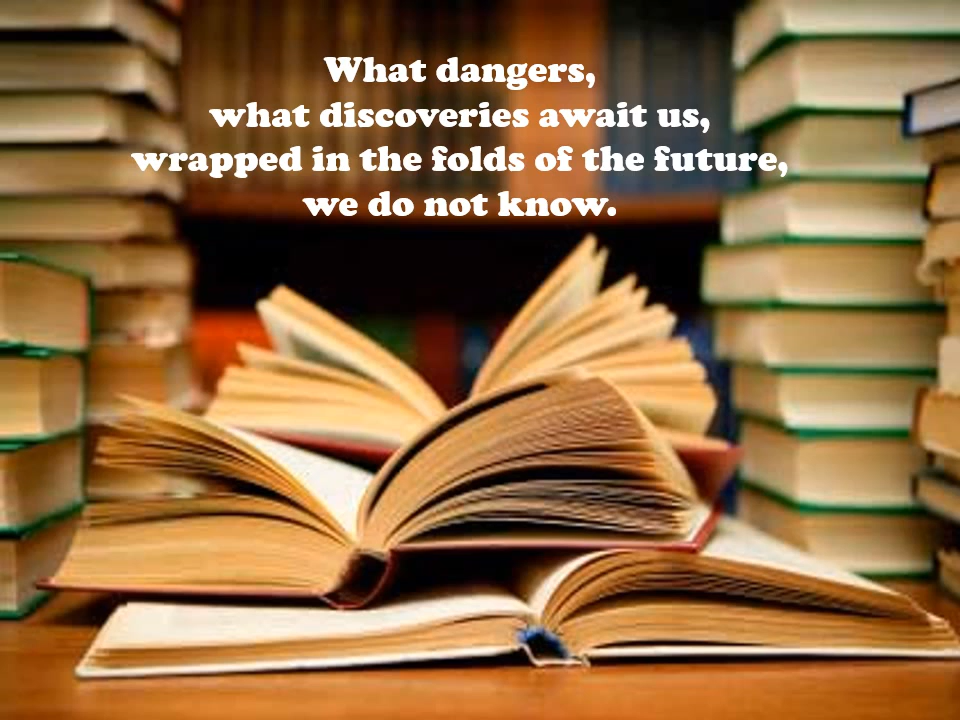 What dangers,
what discoveries await us,
wrapped in the folds of the future,
we do not know.